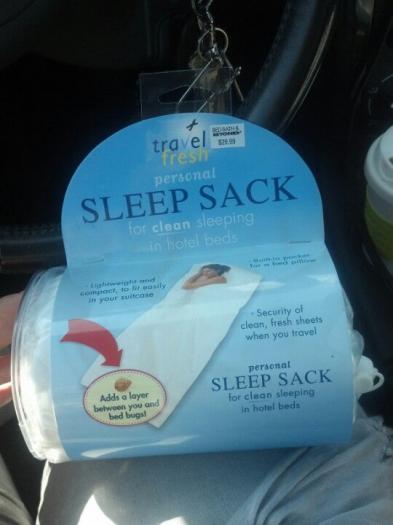 travel
fresh
BED BATH &
BEYOND
$29.99
personal
SLEEP SACK
for clean sleeping
in hotel beds
• Lightweight and
compact, to fit easily
in your suitcase
• Built-in pocket
for a bed pillow
• Security of
clean, fresh sheets
when you travel
Adds a layer
between you and
bed bugs!
personal
SLEEP SACK
for clean sleeping
in hotel beds